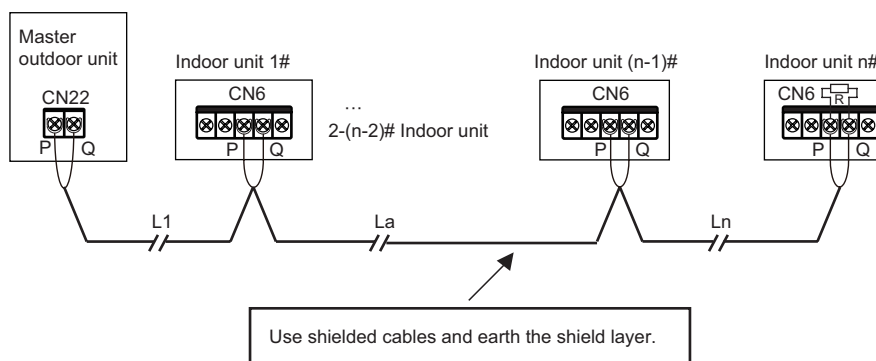 Master
outdoor unit
CN22
P Q
Indoor unit 1#
CN6
P Q
…
2-(n-2)# Indoor unit
Indoor unit (n-1)#
CN6
P Q
Indoor unit n#
CN6
R
P Q
L1
La
Ln
Use shielded cables and earth the shield layer.